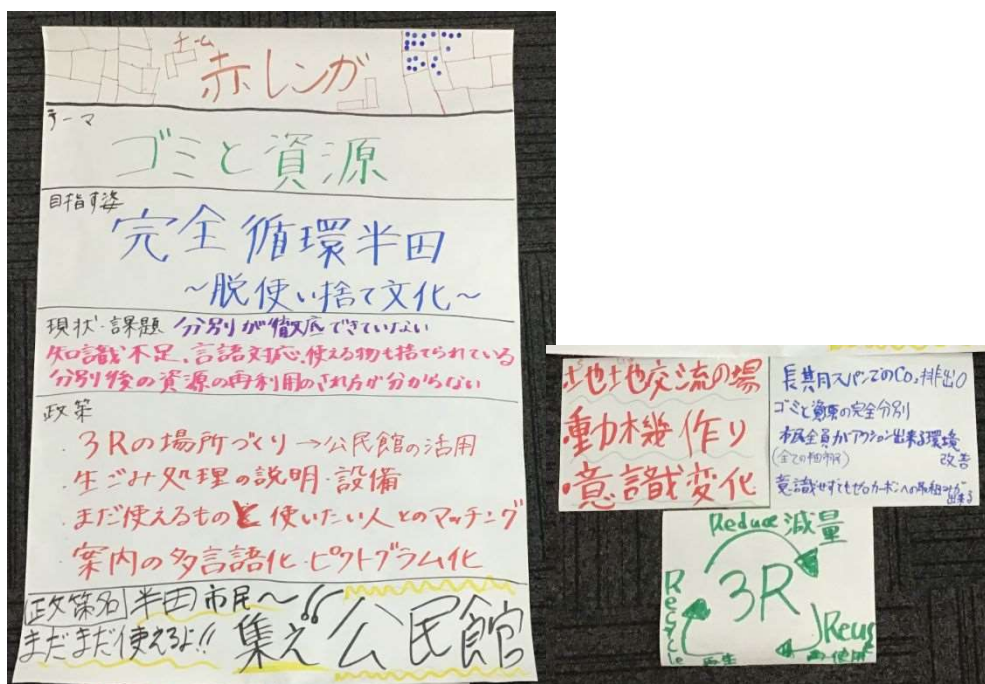 チーム
赤レンガ
テーマ
ゴミと資源
目指す姿
完全循環半田
～脱使い捨て文化～
現状・課題 分別が徹底できていない
知識不足、言語対応、使える物も捨てられている
分別後の資源の再利用のされ方が分からない
政策
・3Rの場所づくり→公民館の活用
・生ごみ処理の説明・設備
・まだ使えるものと使いたい人とのマッチング
・案内の多言語化・ピクトグラム化
政策名 半田市民～
まだまだ使えるよ!! 集え公民館
交流の場
動機作り
・意識変化
長期スパンでのCO₂排出0
ゴミと資源の完全分別
市民全員がアクション出来る環境
改善
意識せずともゼロカーボンへの取組みが
出来る
Reduce 減量
3R
Recycle
再生
Reus
再使用